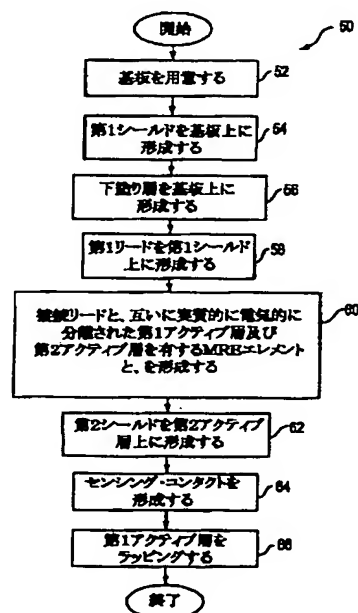 開始
50
基板を用意する
52
第1シールドを基板上に
形成する
54
下塗り層を基板上に
形成する
56
第1リードを第1シールド
上に形成する
58
接続リードと、互いに実質的に電気的に
分離された第1アクティブ層及び
第2アクティブ層を有するMREエレメント
と、を形成する
60
第2シールドを第2アクティブ
層上に形成する
62
センシング・コンタクトを
形成する
64
第1アクティブ層を
ラッピングする
66
終了